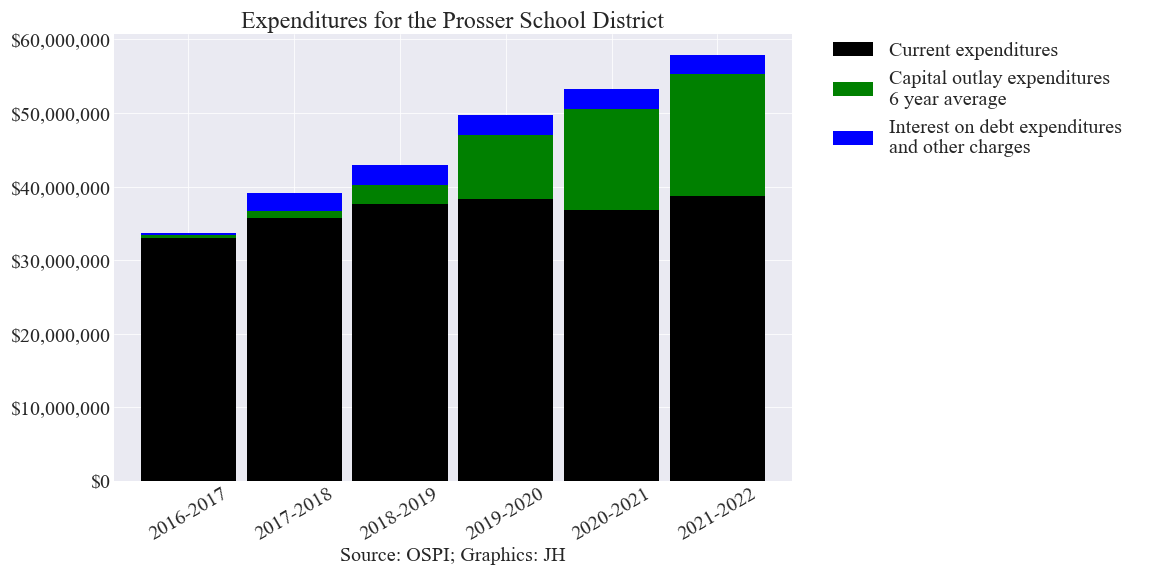 Expenditures for the Prosser School District
$60,000,000
$50,000,000
$40,000,000
$30,000,000
$20,000,000
$10,000,000
$0
2016-2017
2017-2018
2018-2019
2019-2020
2020-2021
2021-2022
Source: OSPI; Graphics: JH
Current expenditures
Capital outlay expenditures
6 year average
Interest on debt expenditures
and other charges